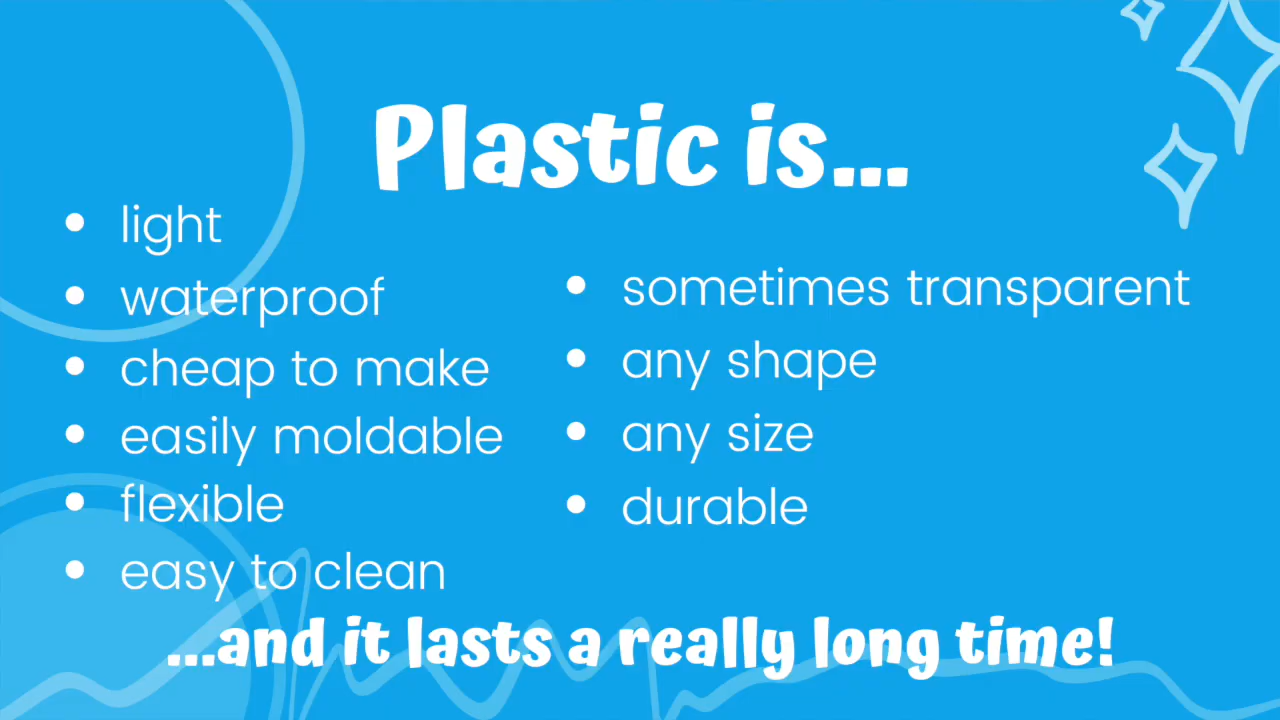 Plastic is...
• light
• waterproof
• cheap to make
• easily moldable
• flexible
• easy to clean
• sometimes transparent
• any shape
• any size
• durable
...and it lasts a really long time!